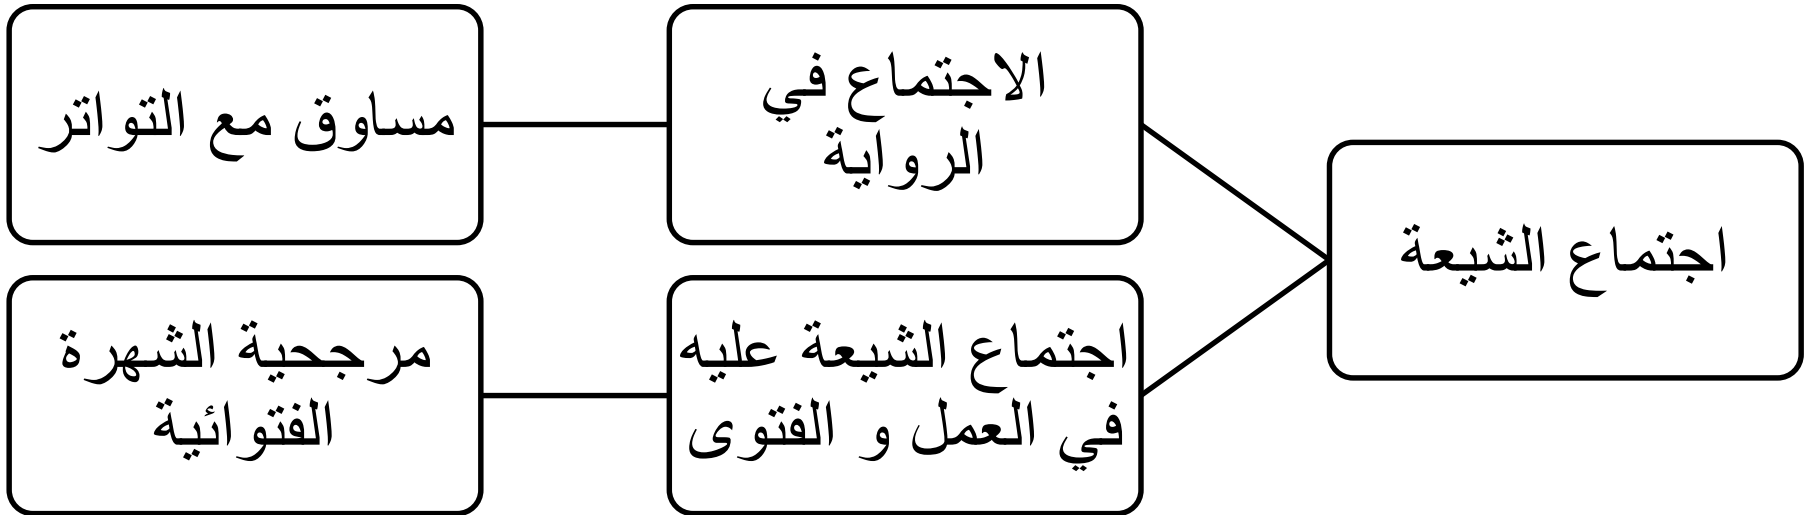 اجتماع الشيعة
الاجتماع في
الرواية
مساوق مع التواتر
اجتماع الشيعة عليه
في العمل و الفتوى
مرجحية الشهرة
الفتوائية